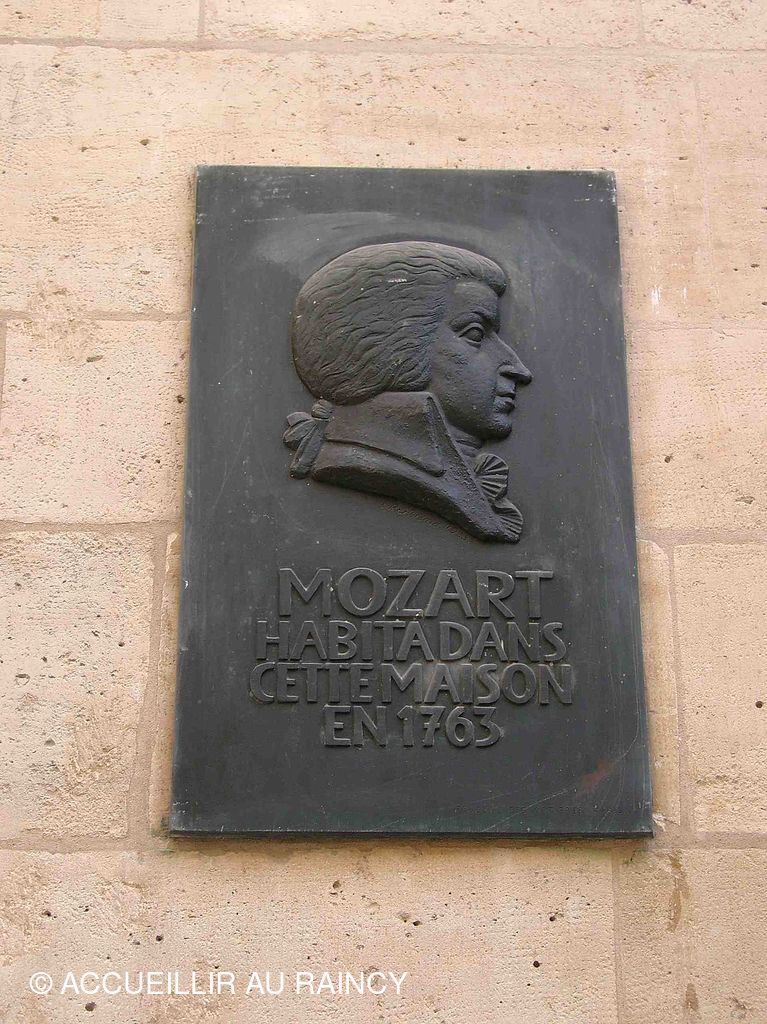 MOZART
HABITA DANS
CETTE MAISON
EN 1763
© ACCUEILLIR AU RAINCY